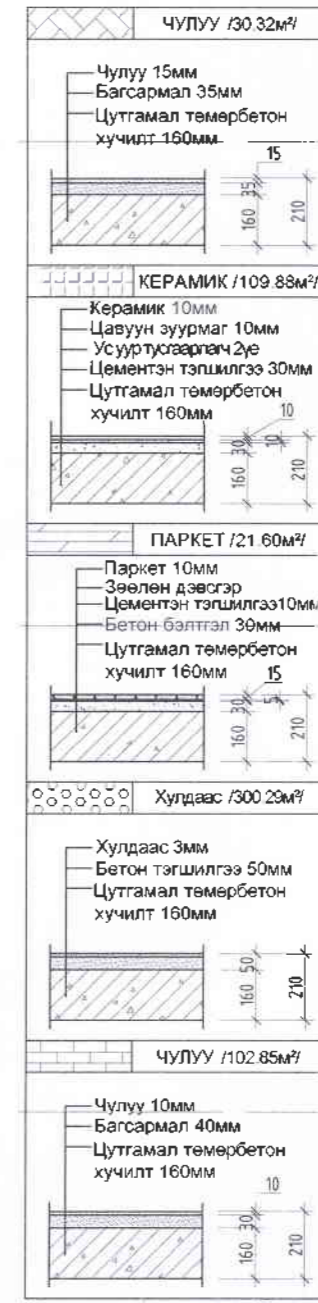 ЧУЛУУ /30.32м²/
Чулуу 15мм
Багсармал 35мм
Цутгамал төмөрбетон
хучилт 160мм
15
35
160
210
КЕРАМИК /109.88м²/
Керамик 10мм
Цавуун зуурмаг 10мм
Ус ууртусгаарлагч 2үе
Цементэн тэгшилгээ 30мм
Цутгамал төмөрбетон
хучилт 160мм
10
10
30
160
210
ПАРКЕТ /21.60м²/
Паркет 10мм
Зөөлөн дэвсгэр
Цементэн тэгшилгээ10мм
Бетон бэлтгэл 30мм
Цутгамал төмөрбетон
хучилт 160мм
15
5
30
160
210
Хулдаас /300.29м²/
Хулдаас 3мм
Бетон тэгшилгээ 50мм
Цутгамал төмөрбетон
хучилт 160мм
50
160
210
ЧУЛУУ /102.85м²/
Чулуу 10мм
Багсармал 40мм
Цутгамал төмөрбетон
хучилт 160мм
10
30
160
210